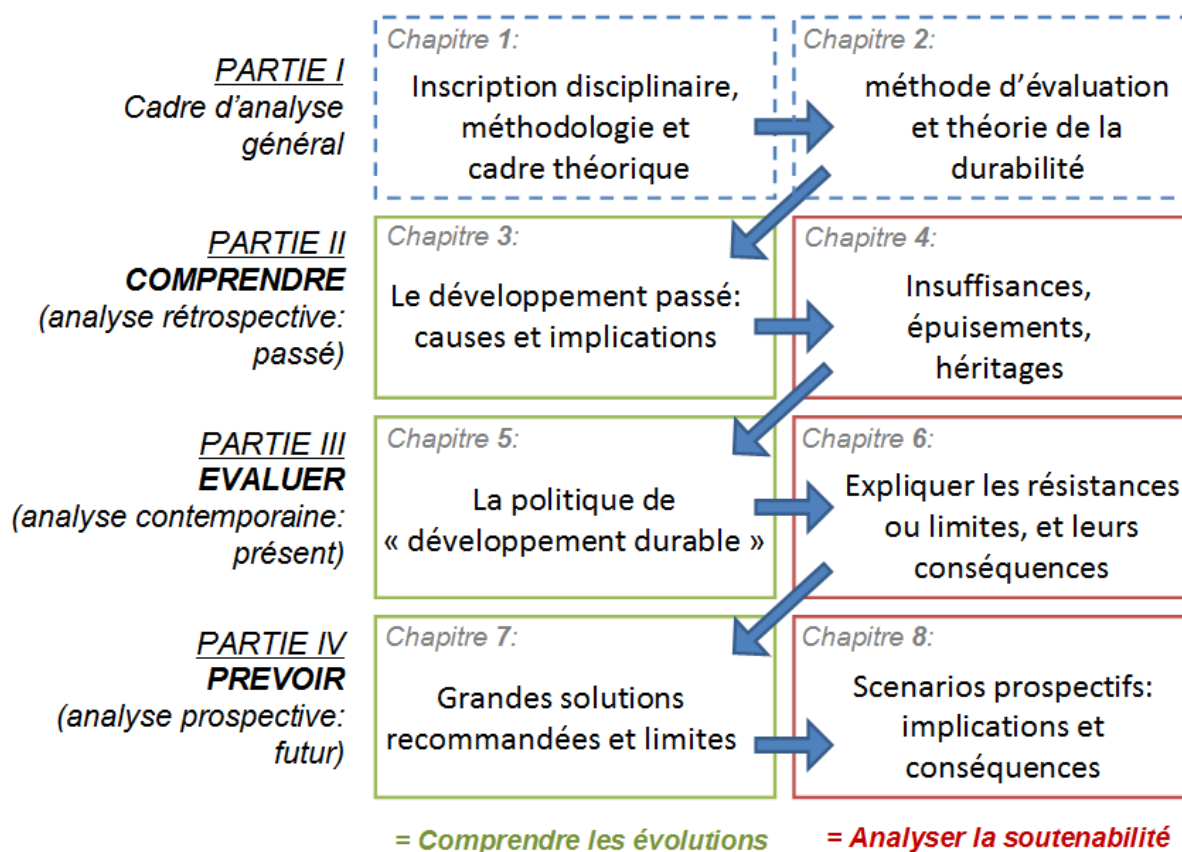 PARTIE I
Cadre d'analyse
général
Chapitre 1:
Inscription disciplinaire,
méthodologie et
cadre théorique
Chapitre 2:
méthode d'évaluation
et théorie de la
durabilité
PARTIE II
COMPRENDRE
(analyse rétrospective:
passé)
Chapitre 3:
Le développement passé:
causes et implications
Chapitre 4:
Insuffisances,
épuisements,
héritages
PARTIE III
EVALUER
(analyse contemporaine:
présent)
Chapitre 5:
La politique de
« développement durable »
Chapitre 6:
Expliquer les résistances
ou limites, et leurs
conséquences
PARTIE IV
PREVOIR
(analyse prospective:
futur)
Chapitre 7:
Grandes solutions
recommandées et limites
Chapitre 8:
Scenarios prospectifs:
implications et
conséquences
= Comprendre les évolutions
= Analyser la soutenabilité